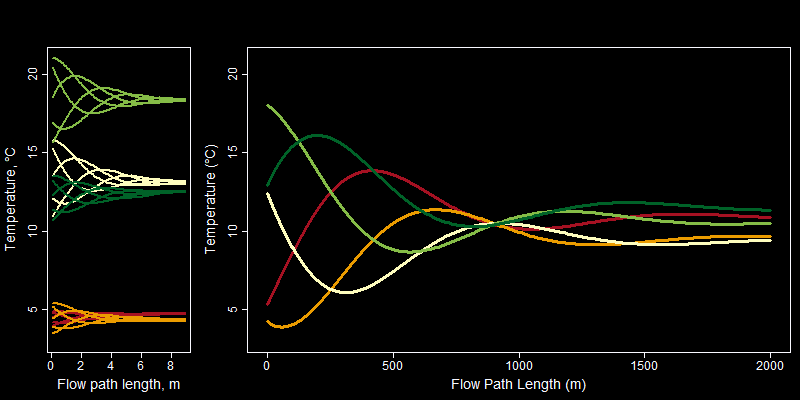 Temperature, °C
20
15
10
5
0 2 4 6 8
Flow path length, m
Temperature (°C)
20
15
10
5
0 500 1000 1500 2000
Flow Path Length (m)